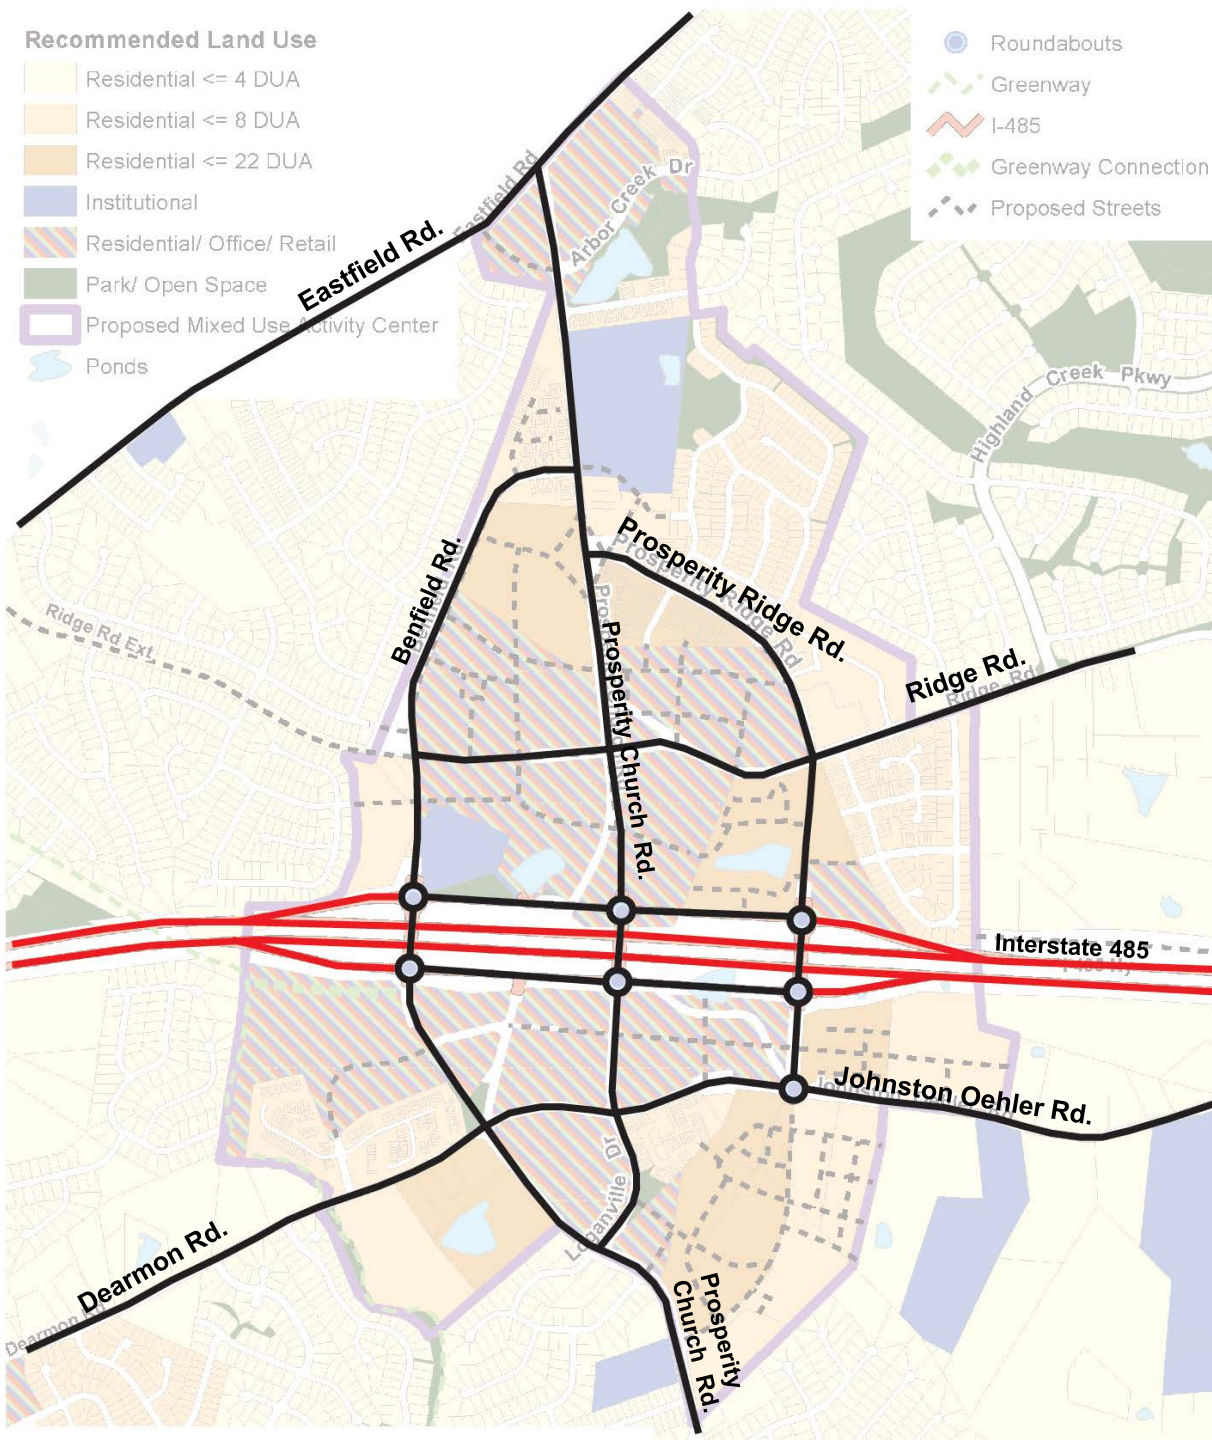 Recommended Land Use
Residential <= 4 DUA
Residential <= 8 DUA
Residential <= 22 DUA
Institutional
Residential/ Office/ Retail
Park/ Open Space
Proposed Mixed Use Activity Center
Ponds
Roundabouts
Greenway
I-485
Greenway Connection
Proposed Streets
Eastfield Rd.
Eastfield Rd
Arbor Creek Dr
Highland Creek Pkwy
Benfield Rd.
Prosperity Ridge Rd.
Prosperity Ridge Rd
Prosperity Church Rd.
Ridge Rd Ext
Ridge Rd.
Ridge Rd
Interstate 485
Johnston Oehler Rd.
Loganville Dr
Dearmon Rd.
Dearmon Rd
Prosperity
Church Rd.